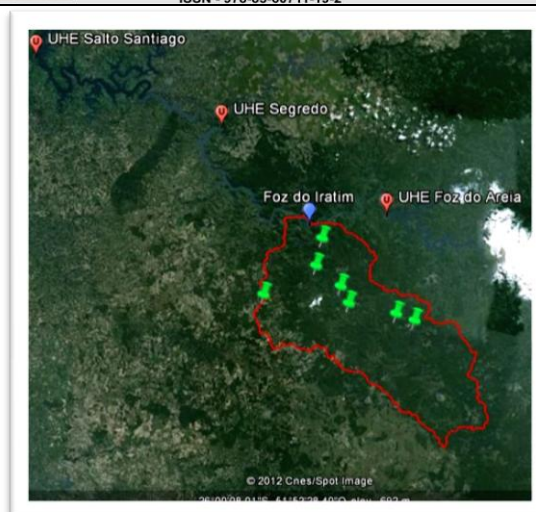 UHE Salto Santiago
UHE Segredo
Foz do Iratim
UHE Foz do Areia
© 2012 Cnes/Spot Image